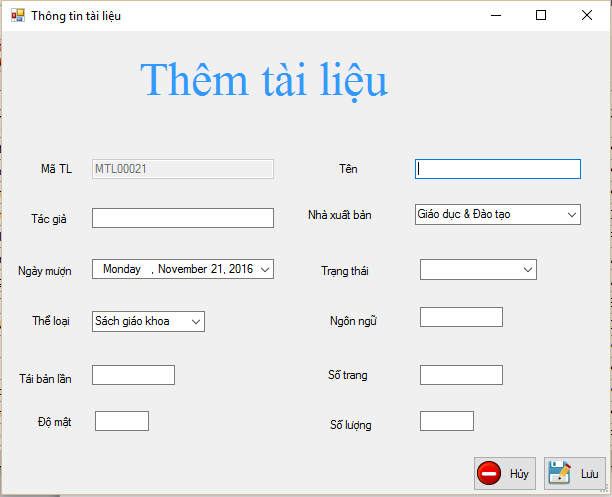 Thông tin tài liệu
Thêm tài liệu
Mã TL MTL00021 Tên
Tác giả Nhà xuất bản Giáo dục & Đào tạo
Ngày mượn Monday , November 21, 2016 Trạng thái
Thể loại Sách giáo khoa Ngôn ngữ
Tái bản lần Số trang
Độ mật Số lượng
Hủy Lưu